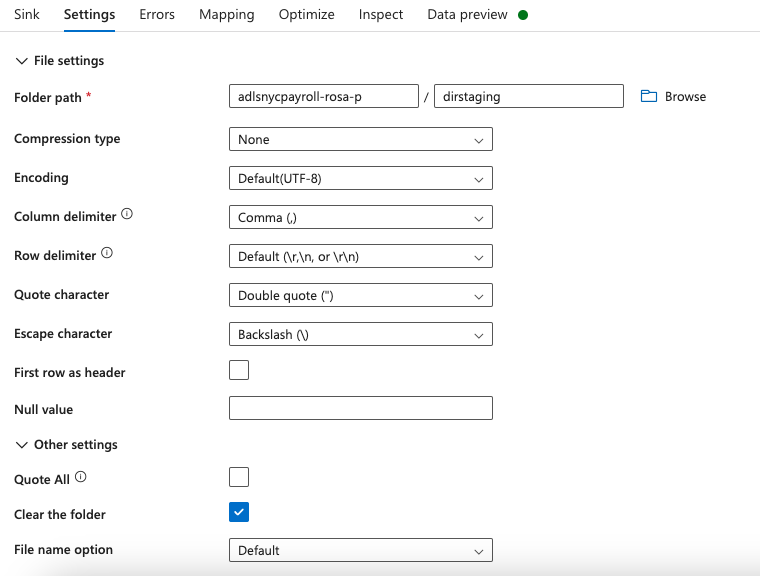 Sink Settings Errors Mapping Optimize Inspect Data preview
File settings
Folder path * adlsnycpayroll-rosa-p / dirstaging Browse
Compression type None
Encoding Default(UTF-8)
Column delimiter Comma (,)
Row delimiter Default (\r,\n, or \r\n)
Quote character Double quote (")
Escape character Backslash (\)
First row as header
Null value
Other settings
Quote All
Clear the folder
File name option Default